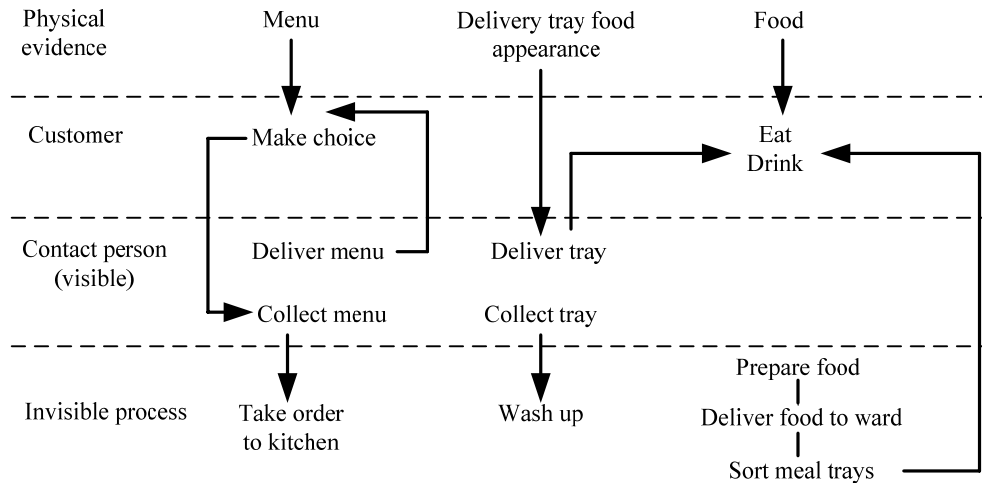 Physical
evidence
Menu
Delivery tray food
appearance
Food
Customer
Make choice
Eat
Drink
Contact person
(visible)
Deliver menu
Deliver tray
Collect menu
Collect tray
Invisible process
Take order
to kitchen
Wash up
Prepare food
Deliver food to ward
Sort meal trays